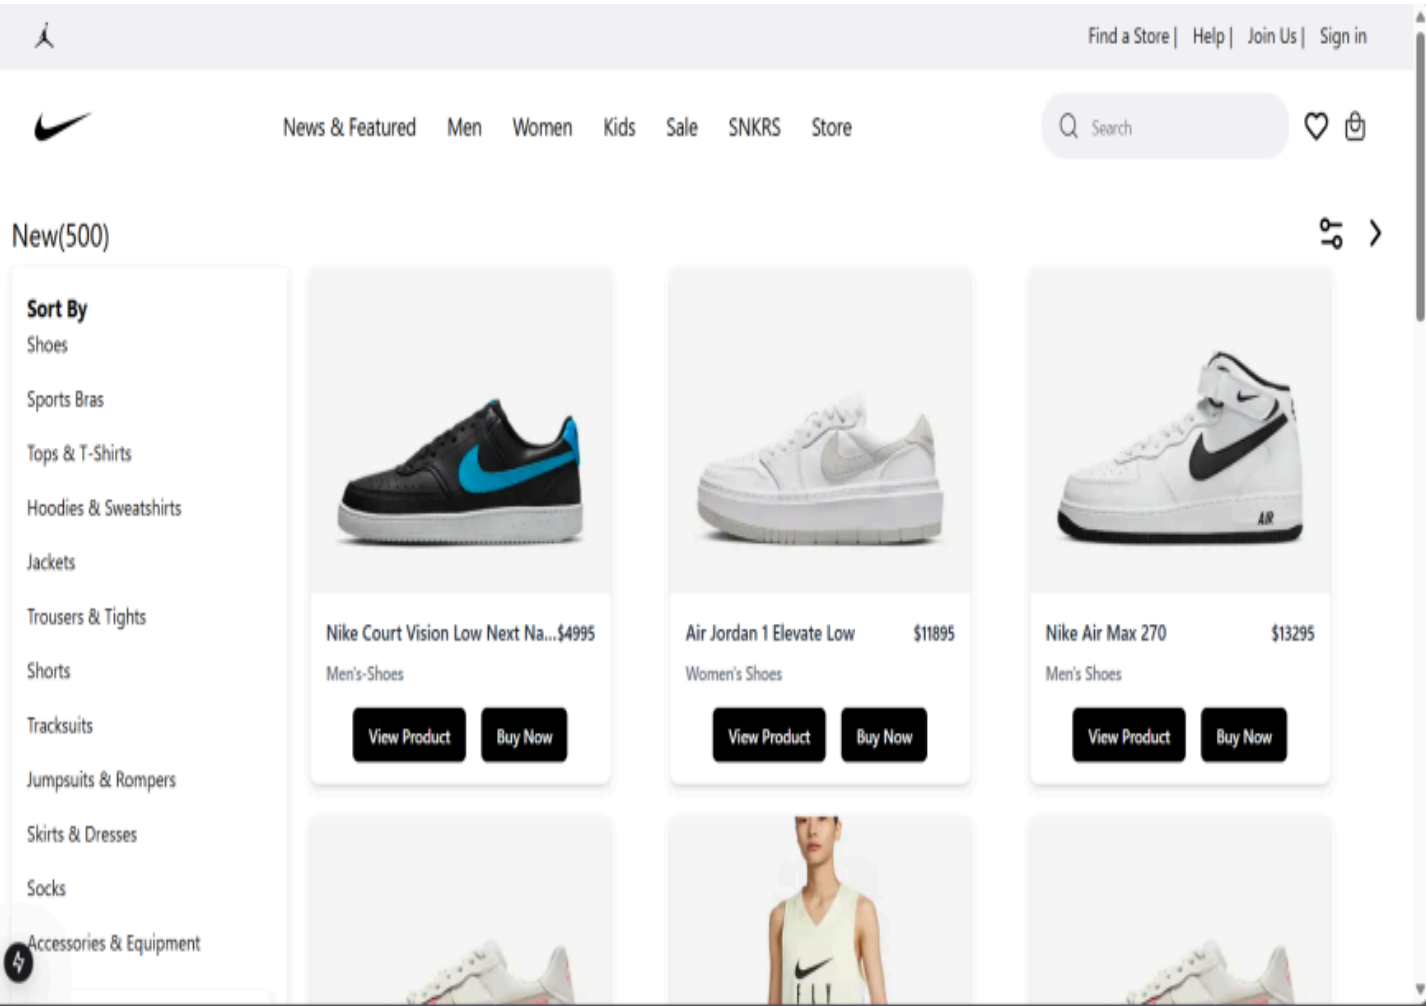 Find a Store | Help | Join Us | Sign in
News & Featured Men Women Kids Sale SNKRS Store
Search
New(500)
Sort By
Shoes
Sports Bras
Tops & T-Shirts
Hoodies & Sweatshirts
Jackets
Trousers & Tights
Shorts
Tracksuits
Jumpsuits & Rompers
Skirts & Dresses
Socks
Accessories & Equipment
AIR
Nike Court Vision Low Next Na...$4995
Men's-Shoes
View Product Buy Now
Air Jordan 1 Elevate Low $11895
Women's Shoes
View Product Buy Now
Nike Air Max 270 $13295
Men's Shoes
View Product Buy Now